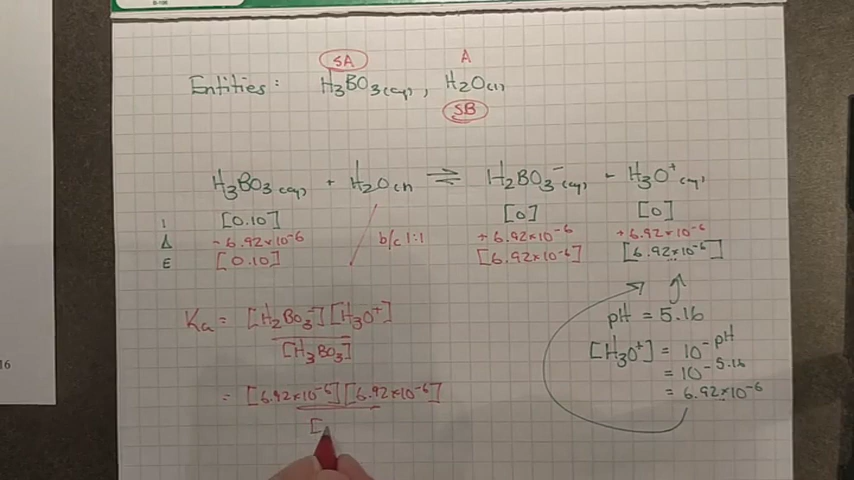 SA A
Entities: H₃BO₃(aq), H₂O(l)
SB
H₃BO₃(aq) + H₂O(l) ⇌ H₂BO₃⁻(aq) + H₃O⁺(aq)
I [0.10] [0] [0]
Δ - 6.92×10⁻⁶ b/c 1:1 + 6.92×10⁻⁶ + 6.92×10⁻⁶
E [0.10] [6.92×10⁻⁶] [6.92×10⁻⁶]
Ka = [H₂BO₃⁻][H₃O⁺]
[H₃BO₃]
= [6.92×10⁻⁶][6.92×10⁻⁶]
[
pH = 5.16
[H₃O⁺] = 10⁻ᵖᴴ
= 10⁻⁵·¹⁶
= 6.92×10⁻⁶
16